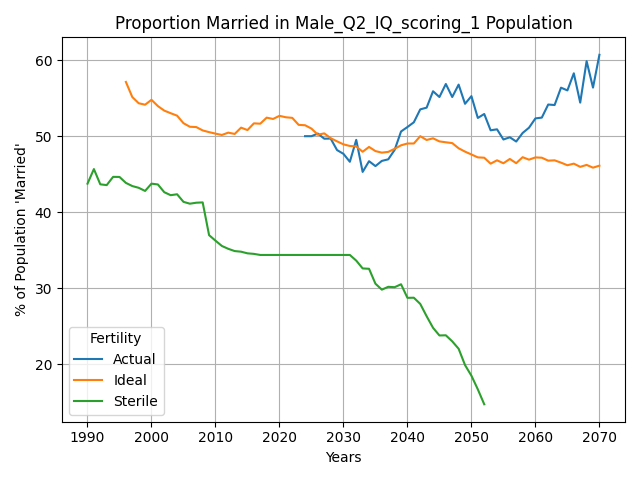 Proportion Married in Male_Q2_IQ_scoring_1 Population
% of Population 'Married'
60
50
40
30
20
Fertility
Actual
Ideal
Sterile
1990 2000 2010 2020 2030 2040 2050 2060 2070
Years